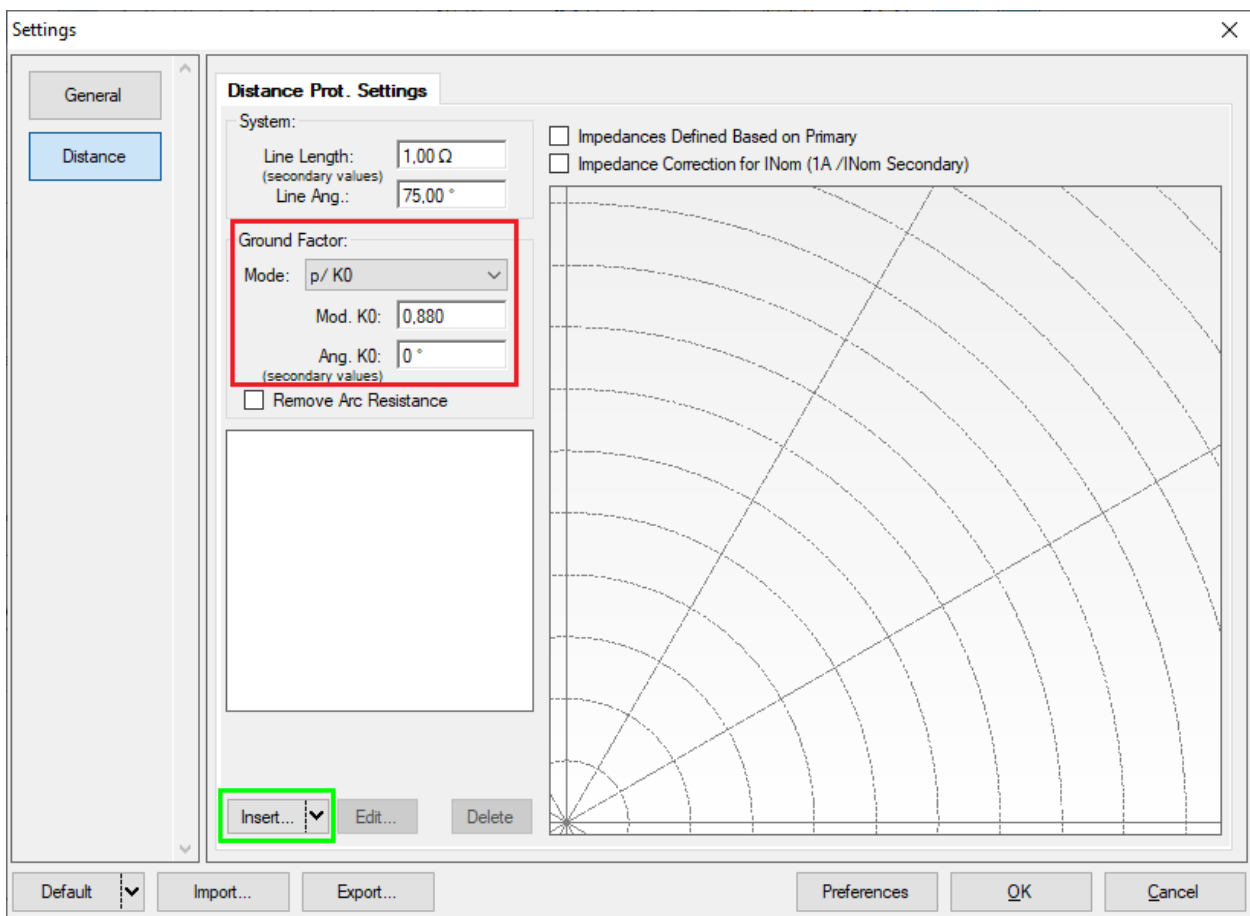 Settings
General
Distance
Distance Prot. Settings
System:
Line Length: 1,00 Ω
(secondary values)
Line Ang.: 75,00 °
Ground Factor:
Mode: p/ K0
Mod. K0: 0,880
Ang. K0: 0 °
(secondary values)
Remove Arc Resistance
Impedances Defined Based on Primary
Impedance Correction for INom (1A /INom Secondary)
Insert... Edit... Delete
Default Import... Export... Preferences OK Cancel